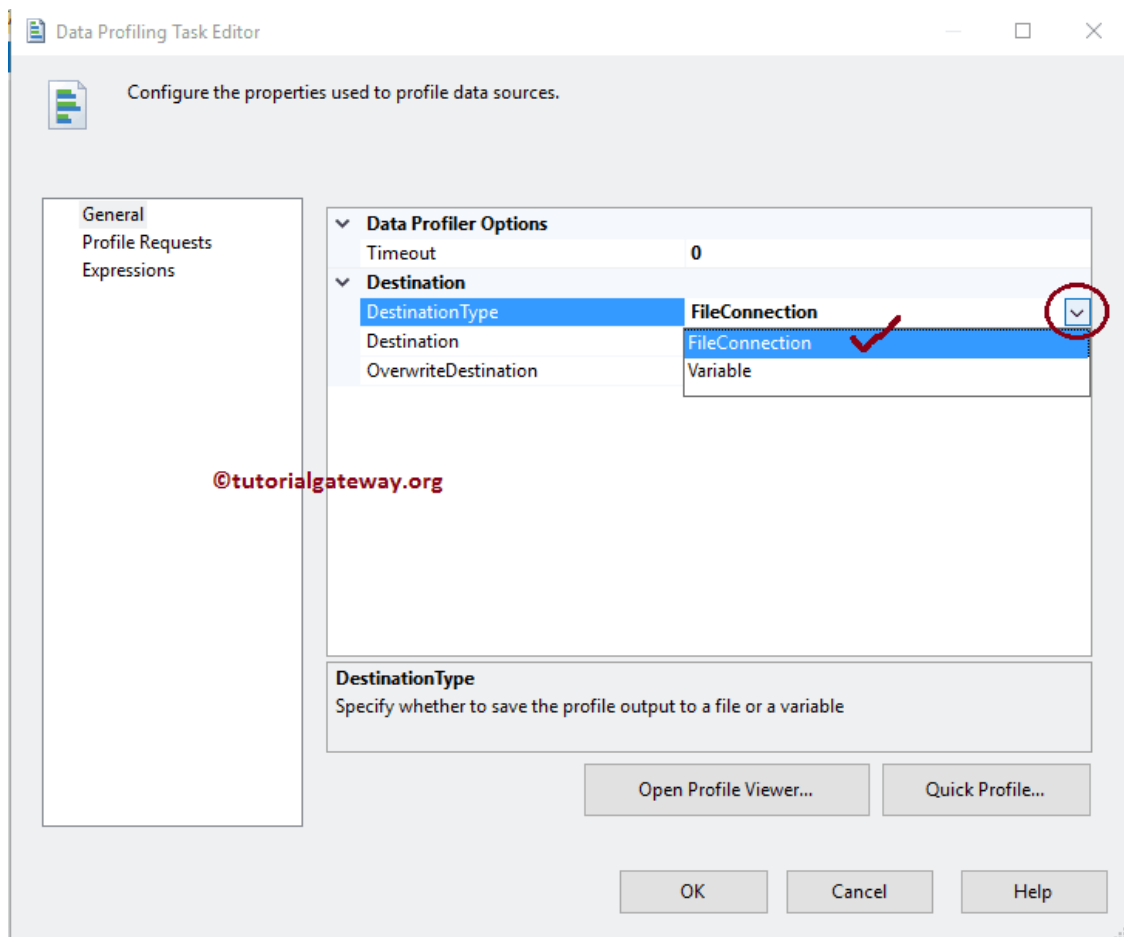 Data Profiling Task Editor
Configure the properties used to profile data sources.
General
Profile Requests
Expressions
Data Profiler Options
Timeout 0
Destination
DestinationType FileConnection
Destination FileConnection
OverwriteDestination Variable
©tutorialgateway.org
DestinationType
Specify whether to save the profile output to a file or a variable
Open Profile Viewer... Quick Profile...
OK Cancel Help